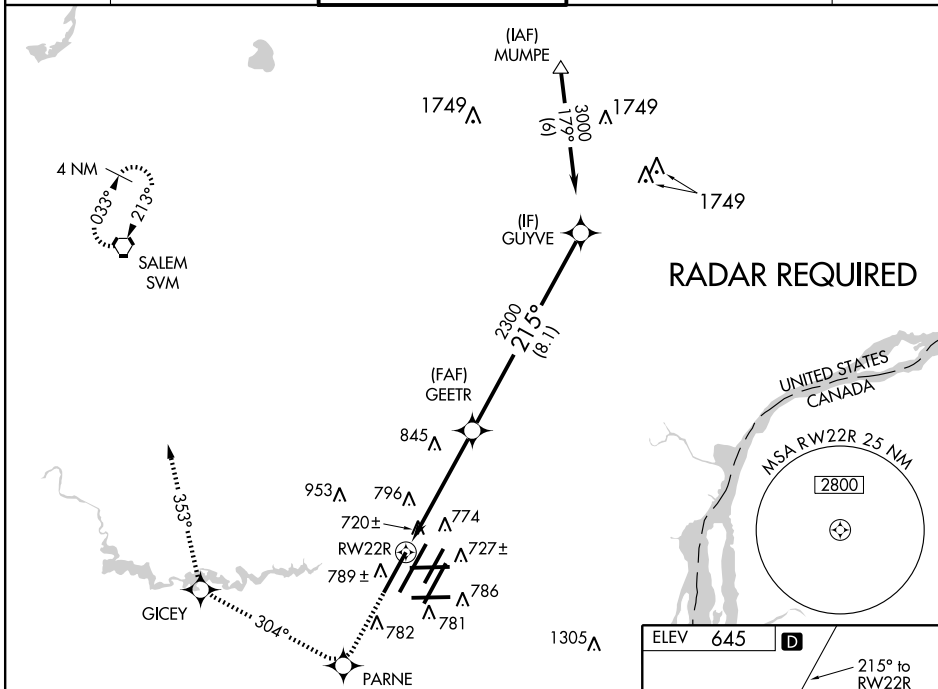 (IAF)
MUMPE
1749
3000
179°
(6)
1749
1749
4 NM
033°
213°
SALEM
SVM
(IF)
GUYVE
RADAR REQUIRED
2300
215°
(8.1)
UNITED STATES
CANADA
(FAF)
GEETR
845
MSA RW22R 25 NM
2800
353°
953
796
720±
774
RW22R
727±
789±
786
GICEY
304°
782
781
1305
PARNE
ELEV 645 D
215° to
RW22R